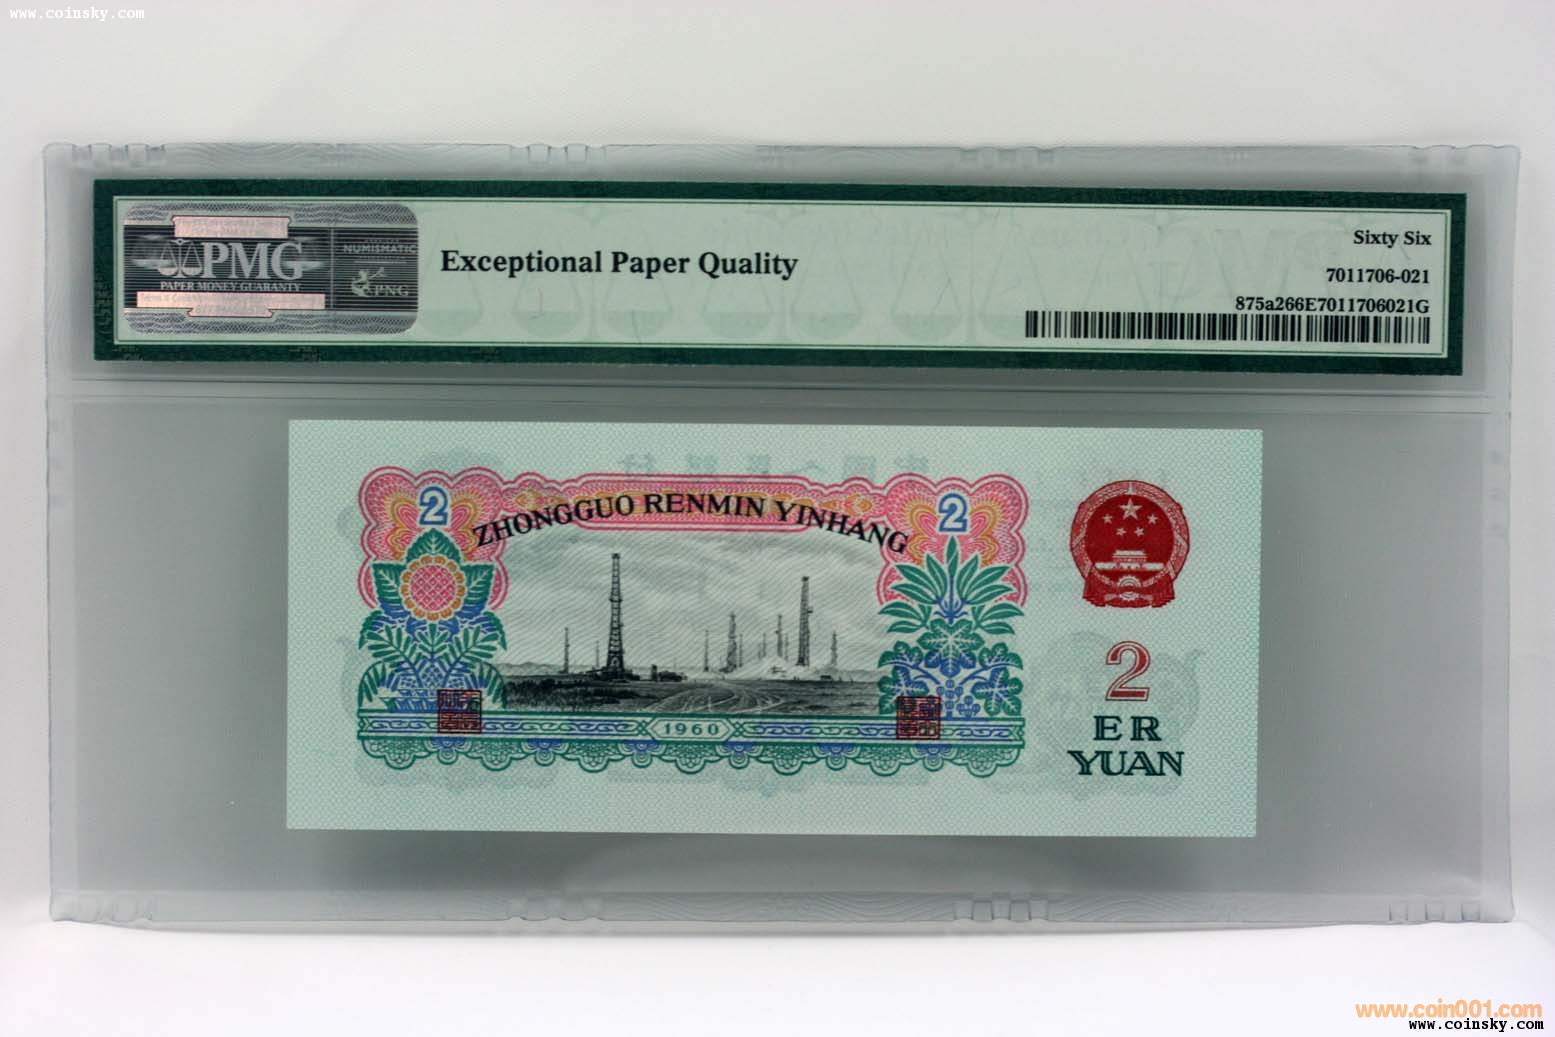 www.coinsky.com
PMG
PAPER MONEY GUARANTY
NUMISMATIC
PNG
Exceptional Paper Quality
Sixty Six
7011706-021
875a266E7011706021G
2
ZHONGGUO RENMIN YINHANG
2
1960
2
ER
YUAN
www.coin001.com
www.coinsky.com